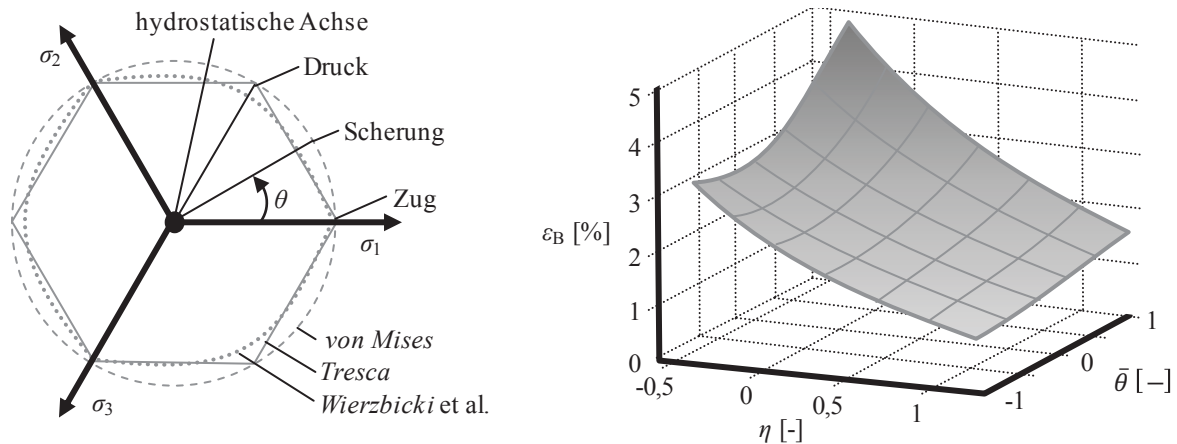 hydrostatische Achse
σ2
Druck
Scherung
θ
Zug
σ1
von Mises
Tresca
Wierzbicki et al.
σ3
5
4
3
2
1
0
εB [%]
-0,5
0
0,5
1
η [-]
-1
0
1
θ̄ [–]